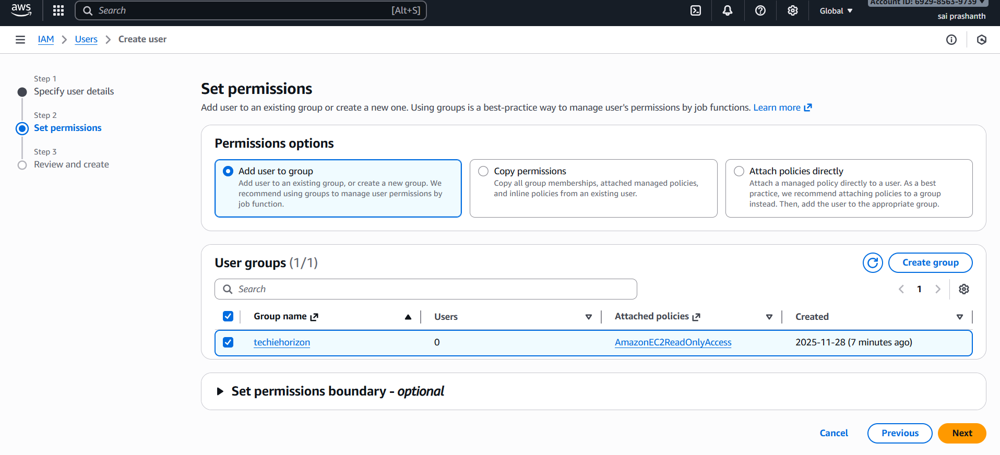 aws
Search [Alt+S]
Global
Account ID: 6929-8563-9739
sai prashanth
IAM > Users > Create user
Step 1
Specify user details
Step 2
Set permissions
Step 3
Review and create
Set permissions
Add user to an existing group or create a new one. Using groups is a best-practice way to manage user's permissions by job functions. Learn more
Permissions options
Add user to group
Add user to an existing group, or create a new group. We
recommend using groups to manage user permissions by
job function.
Copy permissions
Copy all group memberships, attached managed policies,
and inline policies from an existing user.
Attach policies directly
Attach a managed policy directly to a user. As a best
practice, we recommend attaching policies to a group
instead. Then, add the user to the appropriate group.
User groups (1/1)
Create group
Search
1
Group name Users Attached policies Created
techiehorizon 0 AmazonEC2ReadOnlyAccess 2025-11-28 (7 minutes ago)
Set permissions boundary - optional
Cancel Previous Next